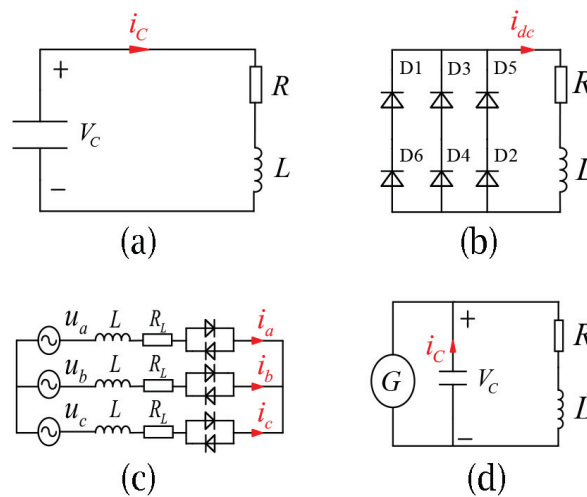 i_C
+
V_C
−
R
L
(a)
i_dc
D1 D3 D5
D6 D4 D2
R
L
(b)
u_a L R_L i_a
u_b L R_L i_b
u_c L R_L i_c
(c)
+
i_C
G V_C
−
R
L
(d)